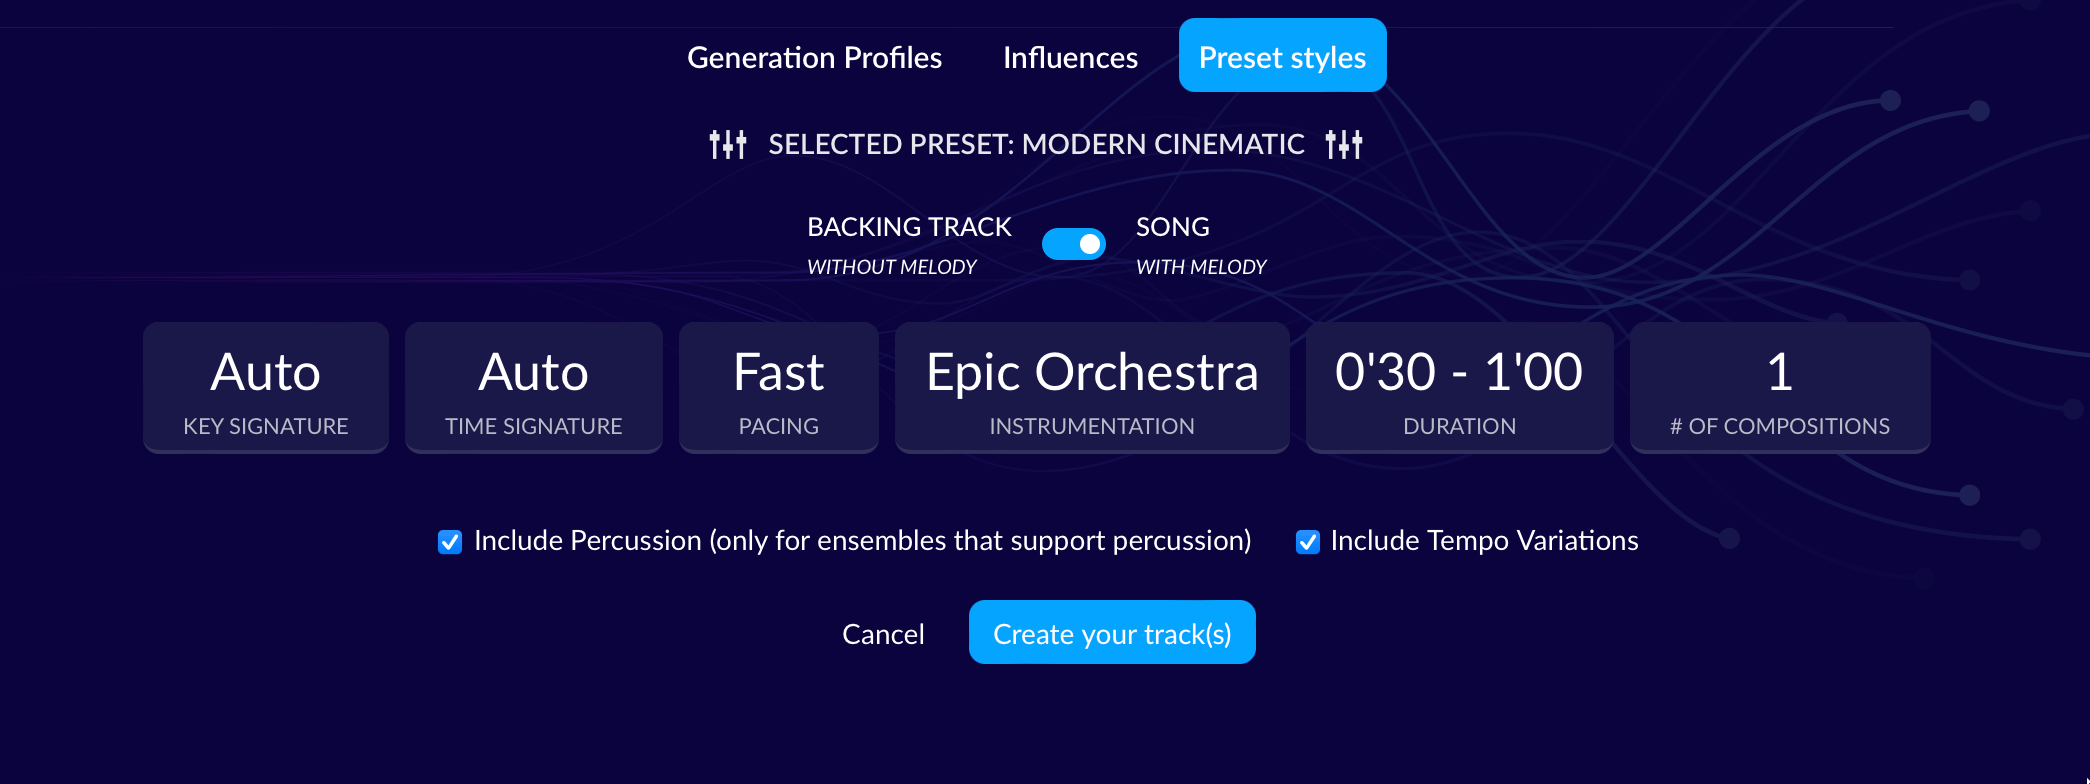 Generation Profiles Influences Preset styles
SELECTED PRESET: MODERN CINEMATIC
BACKING TRACK SONG
WITHOUT MELODY WITH MELODY
Auto Auto Fast Epic Orchestra 0'30 - 1'00 1
KEY SIGNATURE TIME SIGNATURE PACING INSTRUMENTATION DURATION # OF COMPOSITIONS
Include Percussion (only for ensembles that support percussion) Include Tempo Variations
Cancel Create your track(s)